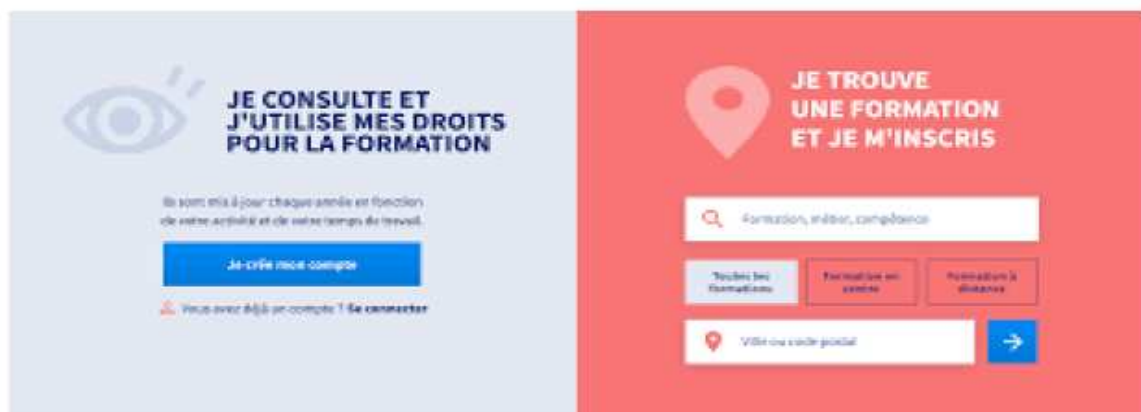 JE CONSULTE ET
J'UTILISE MES DROITS
POUR LA FORMATION
Ils sont mis à jour chaque année en fonction
de votre activité et de votre temps de travail.
Je crée mon compte
Vous avez déjà un compte ? Se connecter
JE TROUVE
UNE FORMATION
ET JE M'INSCRIS
Formation, métier, compétence
Toutes les
formations
Formation en
centre
Formation à
distance
Ville ou code postal